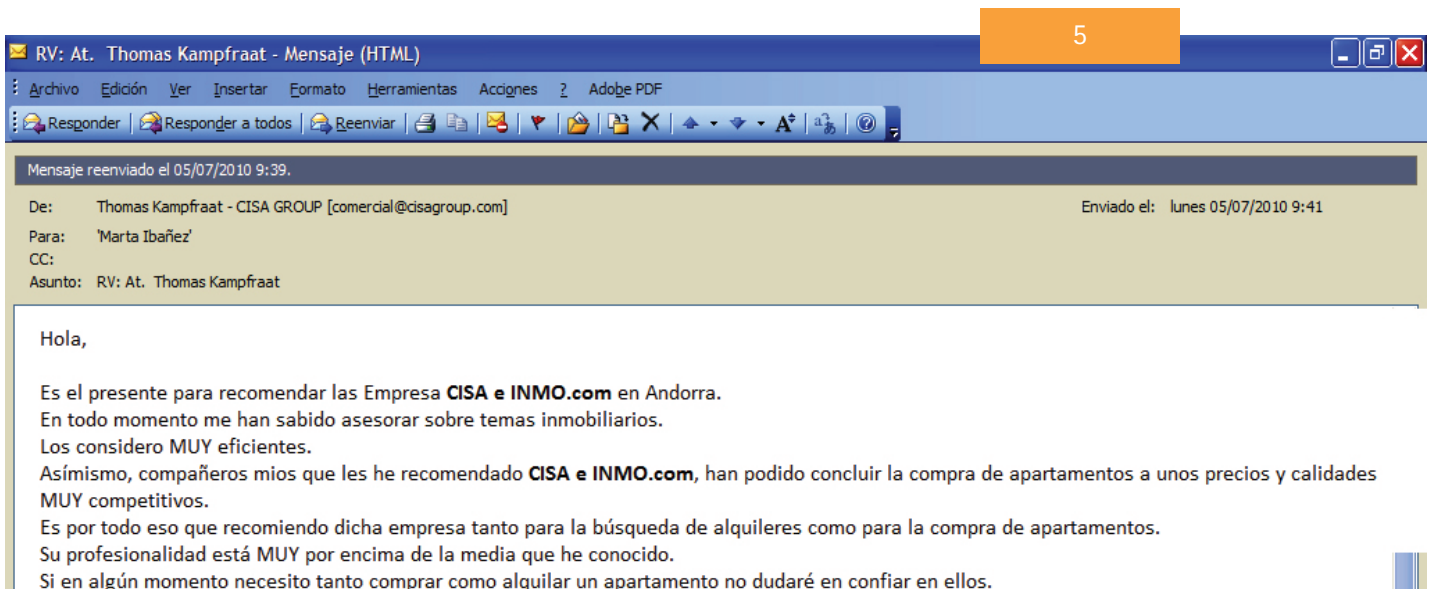 5
RV: At. Thomas Kampfraat - Mensaje (HTML)
Archivo Edición Ver Insertar Formato Herramientas Acciones ? Adobe PDF
Responder Responder a todos Reenviar
Mensaje reenviado el 05/07/2010 9:39.
De: Thomas Kampfraat - CISA GROUP [comercial@cisagroup.com] Enviado el: lunes 05/07/2010 9:41
Para: 'Marta Ibañez'
CC:
Asunto: RV: At. Thomas Kampfraat
Hola,
Es el presente para recomendar las Empresa CISA e INMO.com en Andorra.
En todo momento me han sabido asesorar sobre temas inmobiliarios.
Los considero MUY eficientes.
Asímismo, compañeros mios que les he recomendado CISA e INMO.com, han podido concluir la compra de apartamentos a unos precios y calidades
MUY competitivos.
Es por todo eso que recomiendo dicha empresa tanto para la búsqueda de alquileres como para la compra de apartamentos.
Su profesionalidad está MUY por encima de la media que he conocido.
Si en algún momento necesito tanto comprar como alquilar un apartamento no dudaré en confiar en ellos.